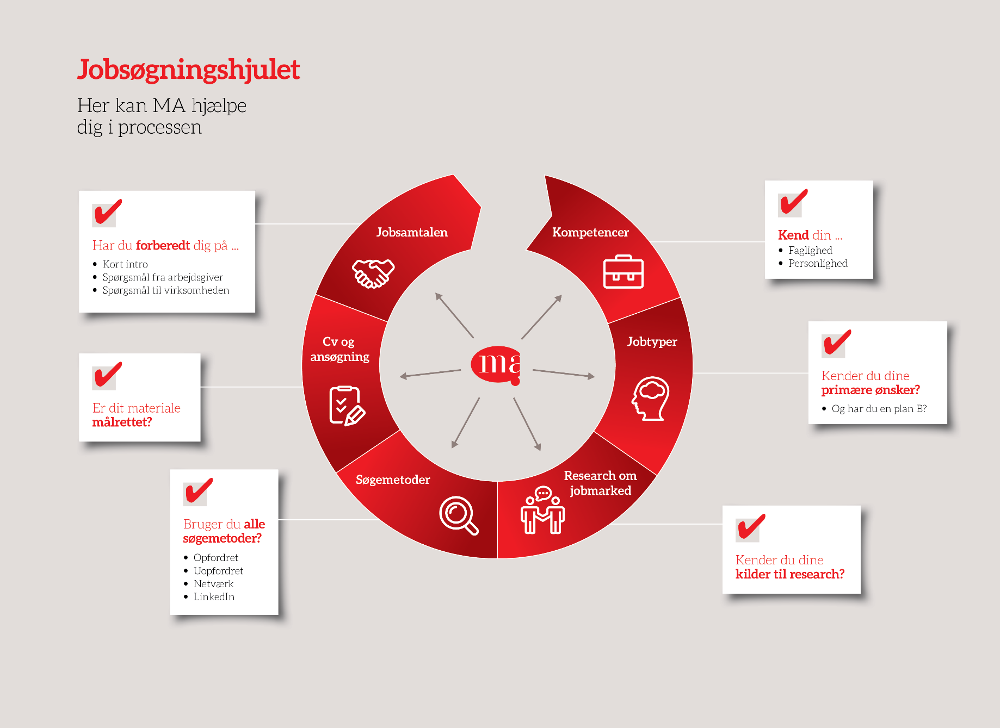 Jobsøgningshjulet
Her kan MA hjælpe
dig i processen
Kompetencer
Kend din ...
• Faglighed
• Personlighed
Jobtyper
Kender du dine
primære ønsker?
• Og har du en plan B?
Research om
jobmarked
Kender du dine
kilder til research?
Søgemetoder
Bruger du alle
søgemetoder?
• Opfordret
• Uopfordret
• Netværk
• LinkedIn
Cv og
ansøgning
Er dit materiale
målrettet?
Jobsamtalen
Har du forberedt dig på ...
• Kort intro
• Spørgsmål fra arbejdsgiver
• Spørgsmål til virksomheden
ma